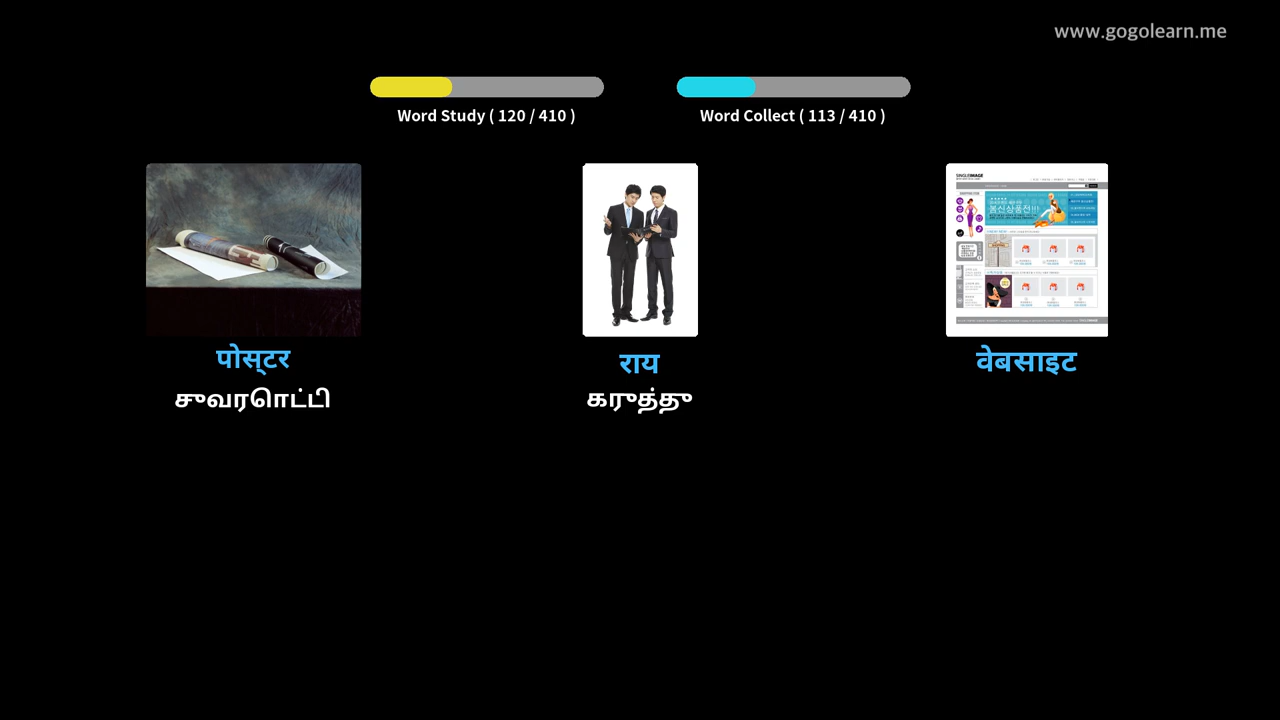 www.gogolearn.me
Word Study ( 120 / 410 )
Word Collect ( 113 / 410 )
पोस्टर
राय
वेबसाइट
சுவரொட்டி
கருத்து